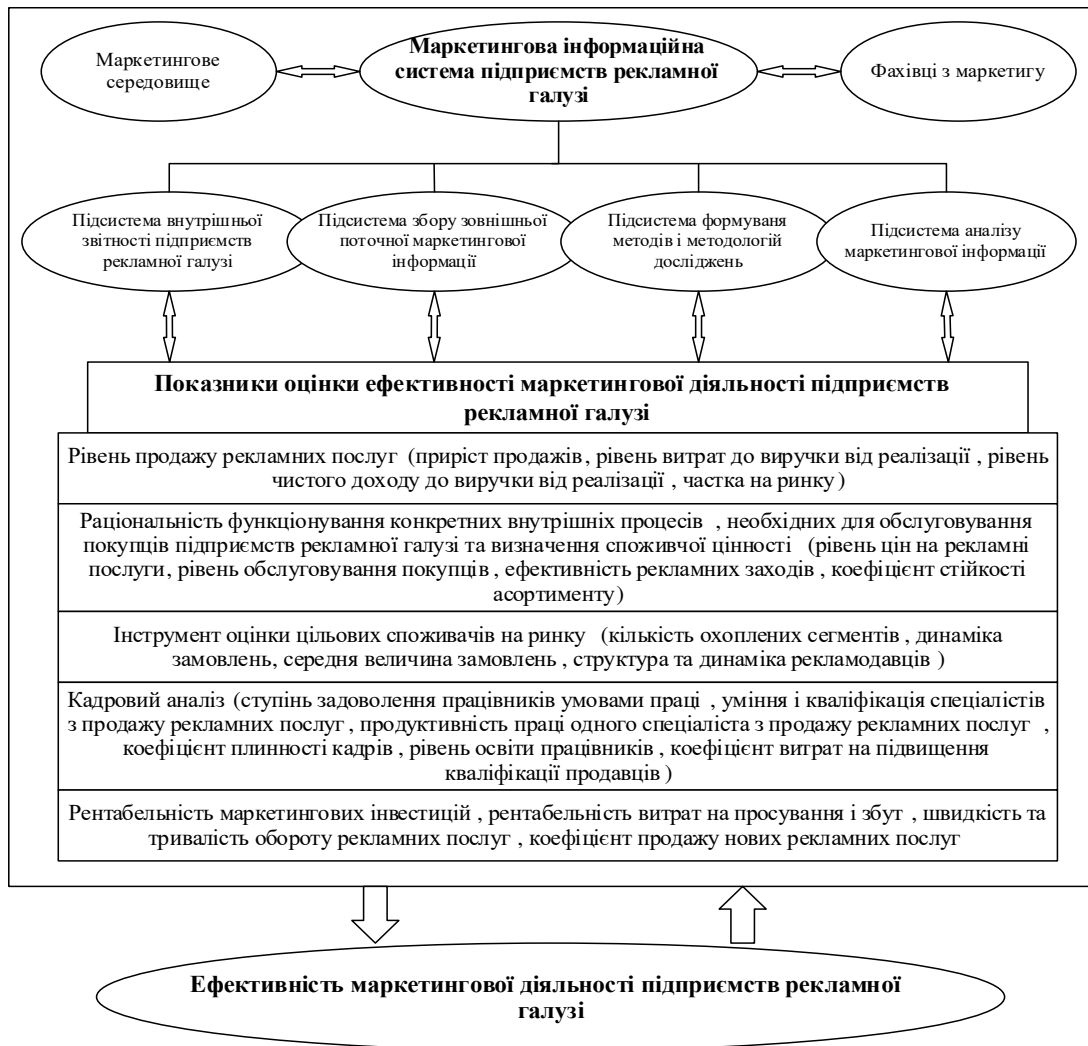 Маркетингове
середовище
Маркетингова інформаційна
система підприємств рекламної
галузі
Фахівці з маркетигу
Підсистема внутрішньої
звітності підприємств
рекламної галузі
Підсистема збору зовнішньої
поточної маркетингової
інформації
Підсистема формуваня
методів і методологій
досліджень
Підсистема аналізу
маркетингової інформації
Показники оцінки ефективності маркетингової діяльності підприємств
рекламної галузі
Рівень продажу рекламних послуг (приріст продажів, рівень витрат до виручки від реалізації, рівень
чистого доходу до виручки від реалізації, частка на ринку)
Раціональність функціонування конкретних внутрішніх процесів, необхідних для обслуговування
покупців підприємств рекламної галузі та визначення споживчої цінності (рівень цін на рекламні
послуги, рівень обслуговування покупців, ефективність рекламних заходів, коефіцієнт стійкості
асортименту)
Інструмент оцінки цільових споживачів на ринку (кількість охоплених сегментів, динаміка
замовлень, середня величина замовлень, структура та динаміка рекламодавців)
Кадровий аналіз (ступінь задоволення працівників умовами праці, уміння і кваліфікація спеціалістів
з продажу рекламних послуг, продуктивність праці одного спеціаліста з продажу рекламних послуг,
коефіцієнт плинності кадрів, рівень освіти працівників, коефіцієнт витрат на підвищення
кваліфікації продавців)
Рентабельність маркетингових інвестицій, рентабельність витрат на просування і збут, швидкість та
тривалість обороту рекламних послуг, коефіцієнт продажу нових рекламних послуг
Ефективність маркетингової діяльності підприємств рекламної
галузі